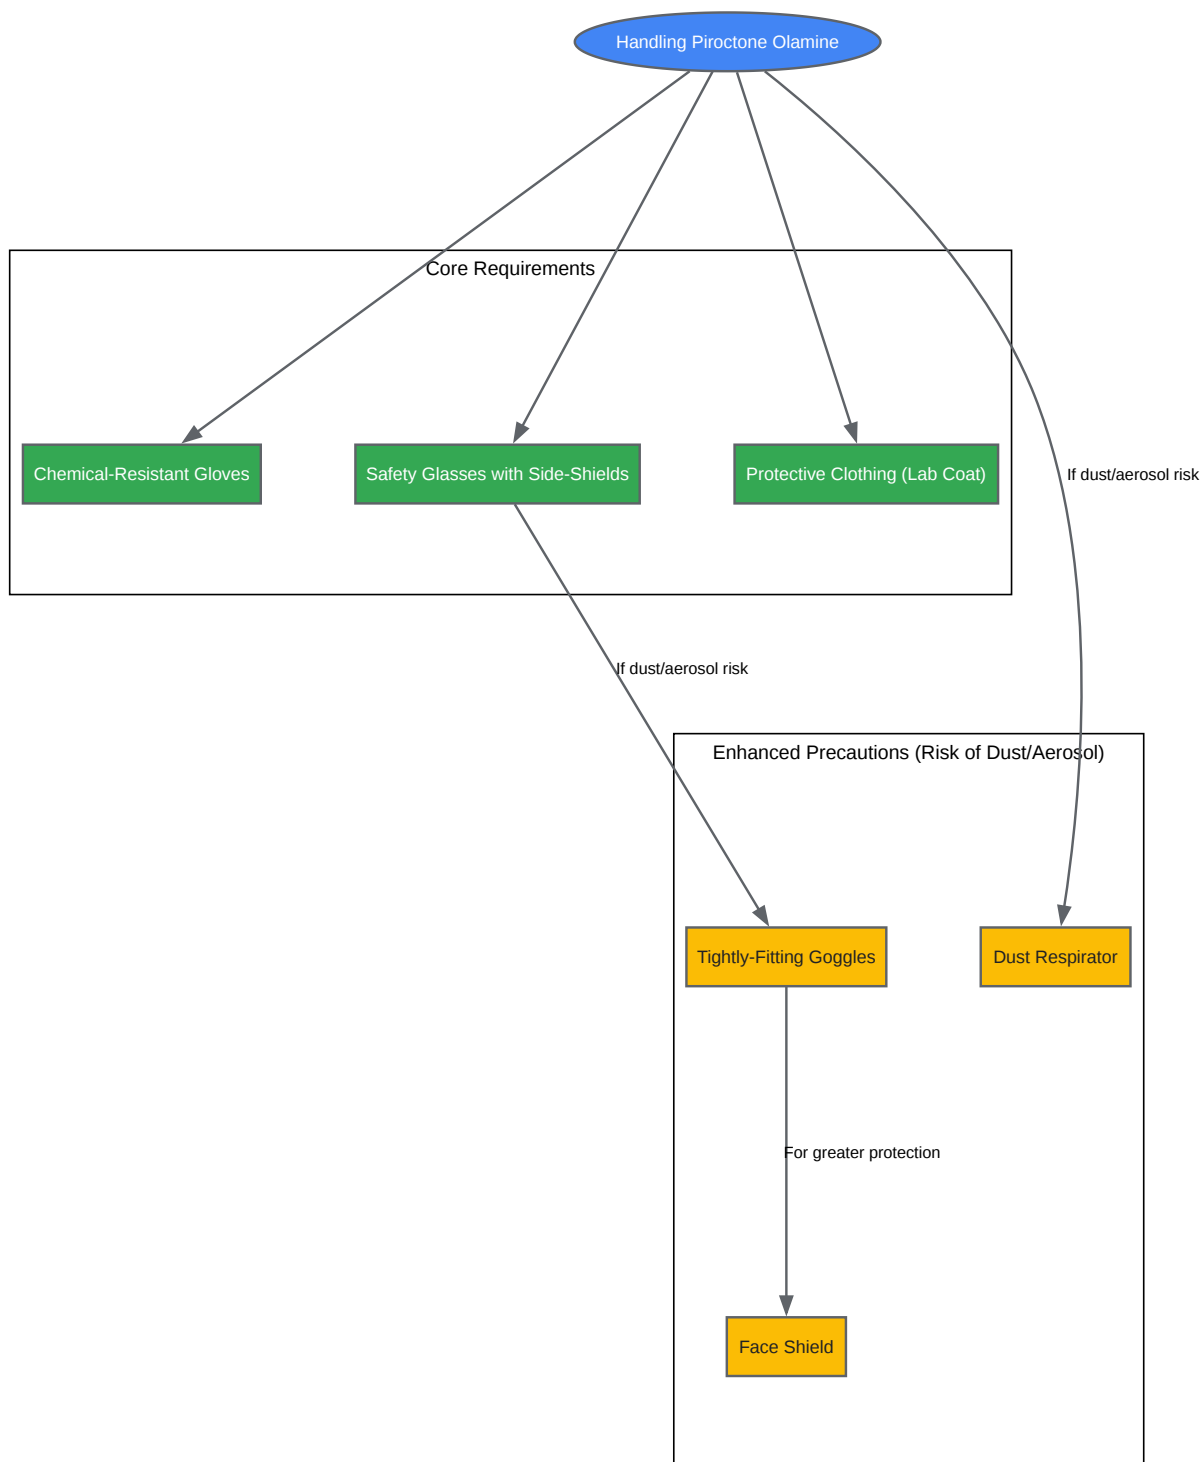 Handling Piroctone Olamine
Core Requirements
Chemical-Resistant Gloves
Safety Glasses with Side-Shields
Protective Clothing (Lab Coat)
If dust/aerosol risk
If dust/aerosol risk
Enhanced Precautions (Risk of Dust/Aerosol)
Tightly-Fitting Goggles
Dust Respirator
For greater protection
Face Shield